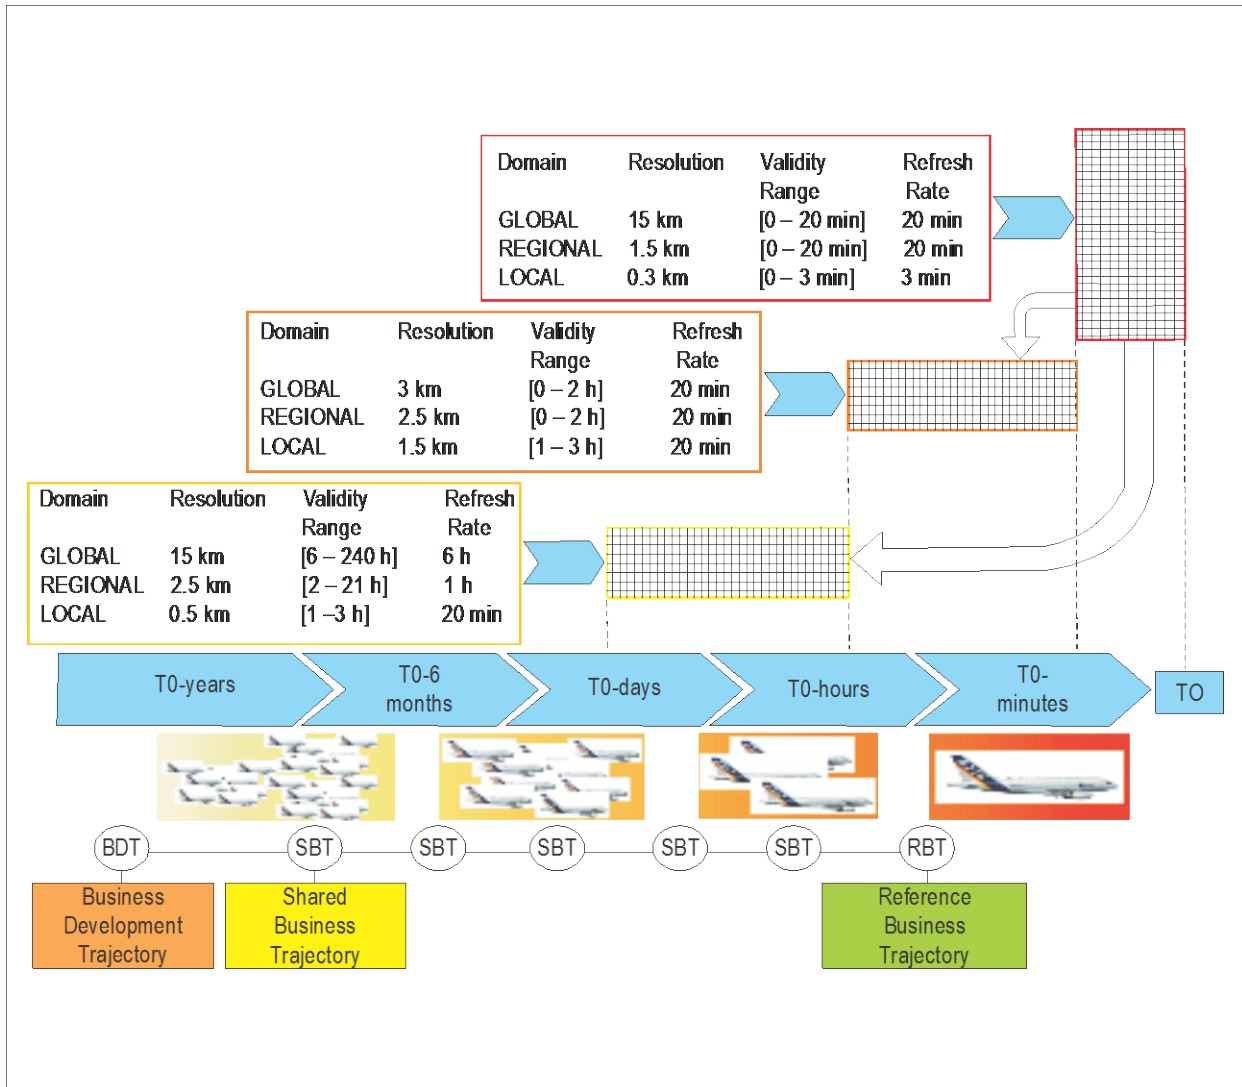 Domain Resolution Validity Refresh
Range Rate
GLOBAL 15 km [0 – 20 min] 20 min
REGIONAL 1.5 km [0 – 20 min] 20 min
LOCAL 0.3 km [0 – 3 min] 3 min
Domain Resolution Validity Refresh
Range Rate
GLOBAL 3 km [0 – 2 h] 20 min
REGIONAL 2.5 km [0 – 2 h] 20 min
LOCAL 1.5 km [1 – 3 h] 20 min
Domain Resolution Validity Refresh
Range Rate
GLOBAL 15 km [6 – 240 h] 6 h
REGIONAL 2.5 km [2 – 21 h] 1 h
LOCAL 0.5 km [1 –3 h] 20 min
T0-years
T0-6
months
T0-days
T0-hours
T0-
minutes
TO
BDT SBT SBT SBT SBT SBT RBT
Business
Development
Trajectory
Shared
Business
Trajectory
Reference
Business
Trajectory